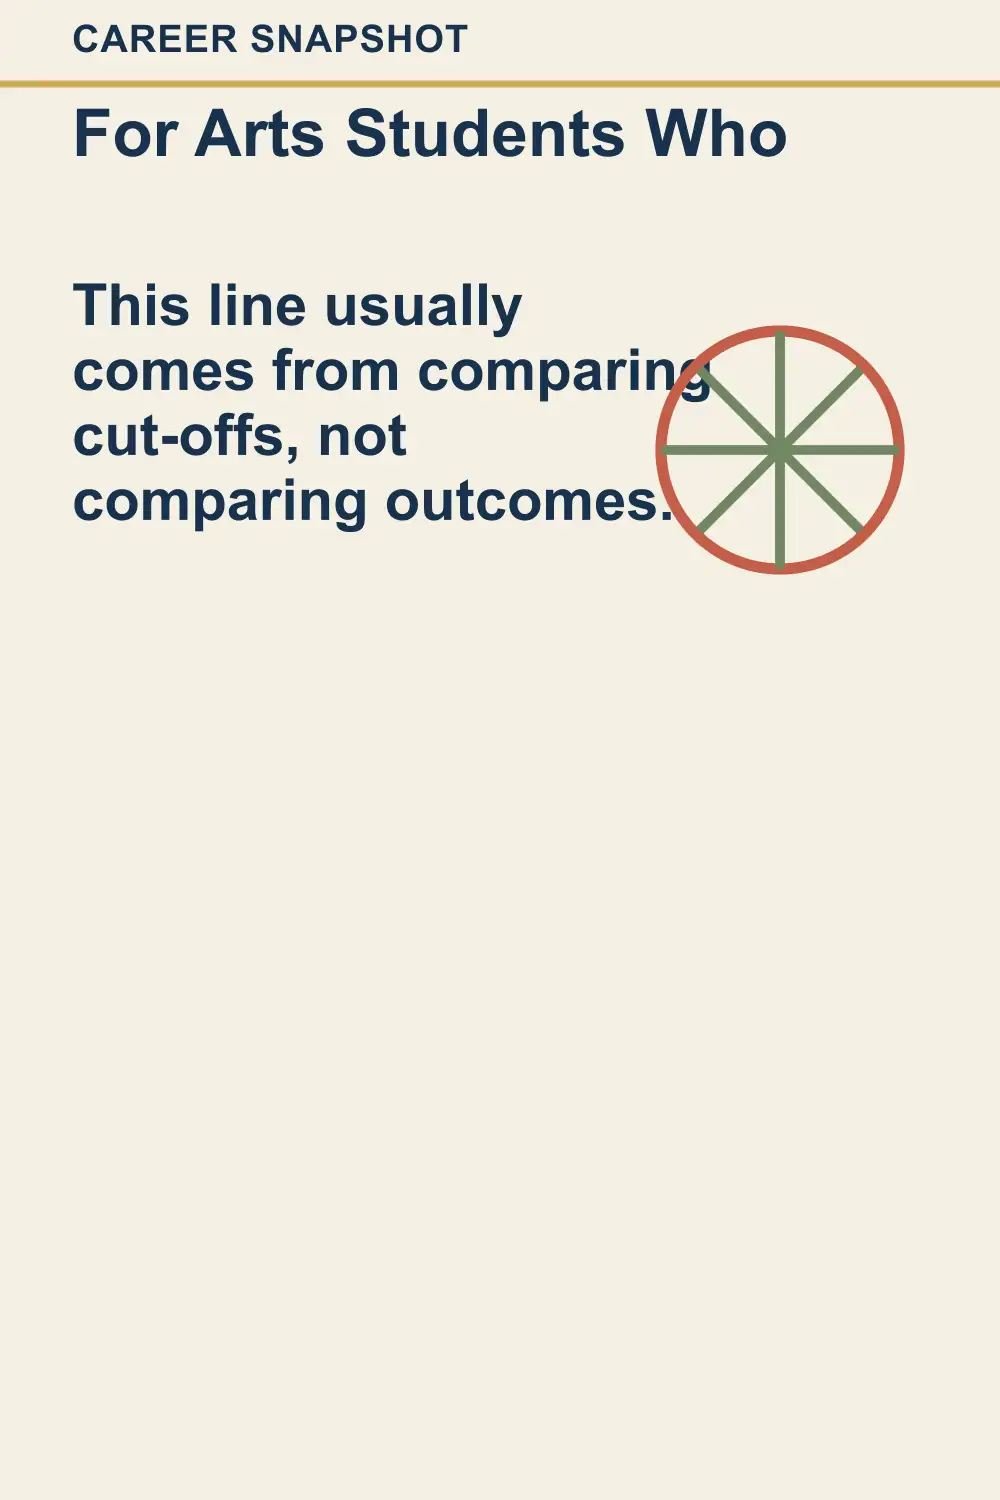 CAREER SNAPSHOT
For Arts Students Who
This line usually
comes from comparing
cut-offs, not
comparing outcomes.